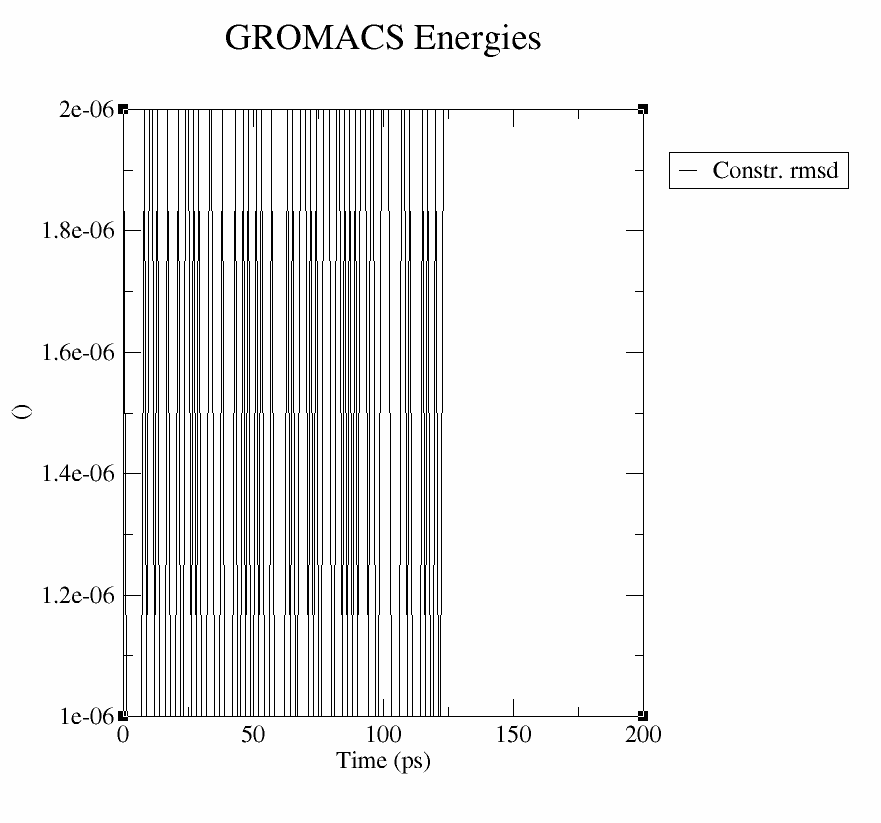 GROMACS Energies
2e-06
1.8e-06
1.6e-06
1.4e-06
1.2e-06
1e-06
()
0 50 100 150 200
Time (ps)
Constr. rmsd